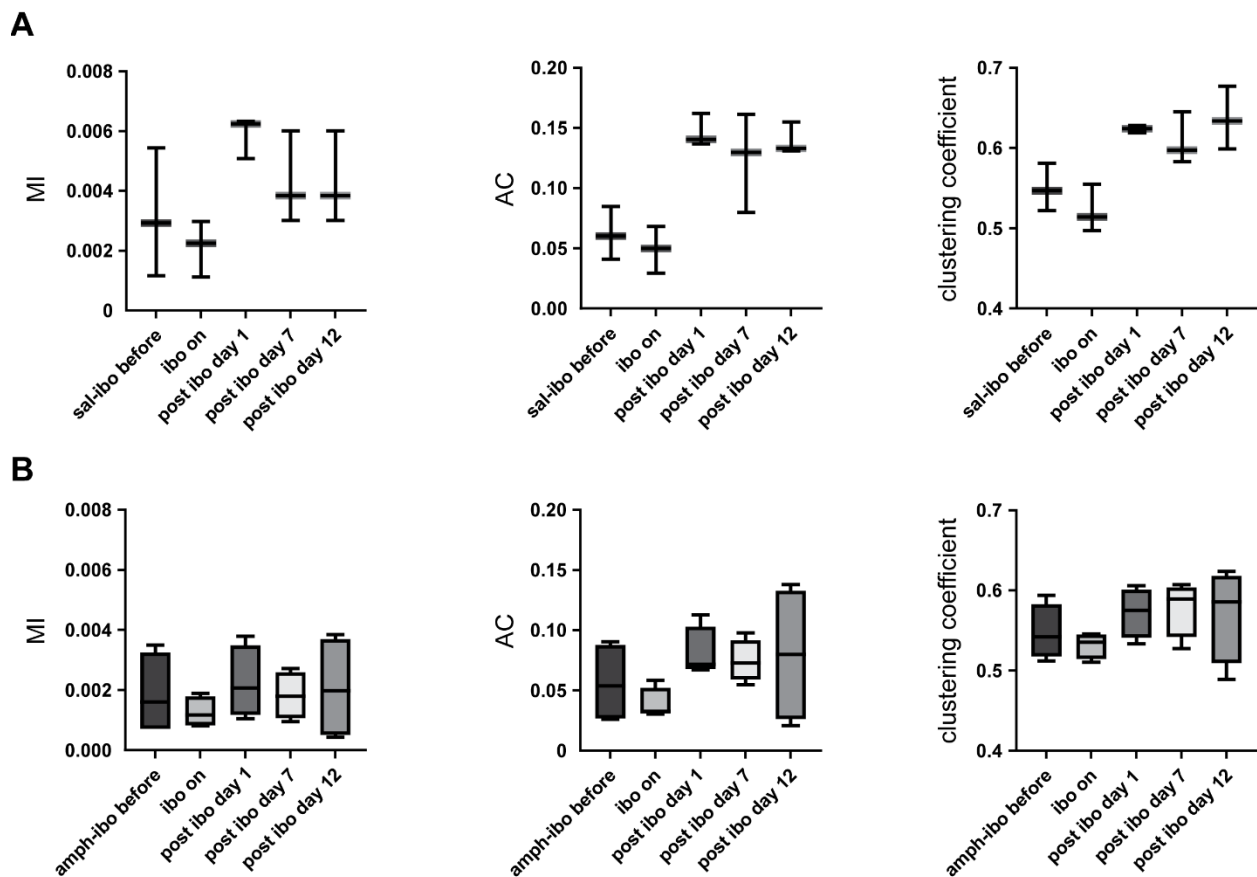 A
MI
0.008
0.006
0.004
0.002
0
sal-ibo before
ibo on
post ibo day 1
post ibo day 7
post ibo day 12
AC
0.20
0.15
0.10
0.05
0.00
sal-ibo before
ibo on
post ibo day 1
post ibo day 7
post ibo day 12
clustering coefficient
0.7
0.6
0.5
0.4
sal-ibo before
ibo on
post ibo day 1
post ibo day 7
post ibo day 12
B
MI
0.008
0.006
0.004
0.002
0.000
amph-ibo before
ibo on
post ibo day 1
post ibo day 7
post ibo day 12
AC
0.20
0.15
0.10
0.05
0
amph-ibo before
ibo on
post ibo day 1
post ibo day 7
post ibo day 12
clustering coefficient
0.7
0.6
0.5
0.4
amph-ibo before
ibo on
post ibo day 1
post ibo day 7
post ibo day 12